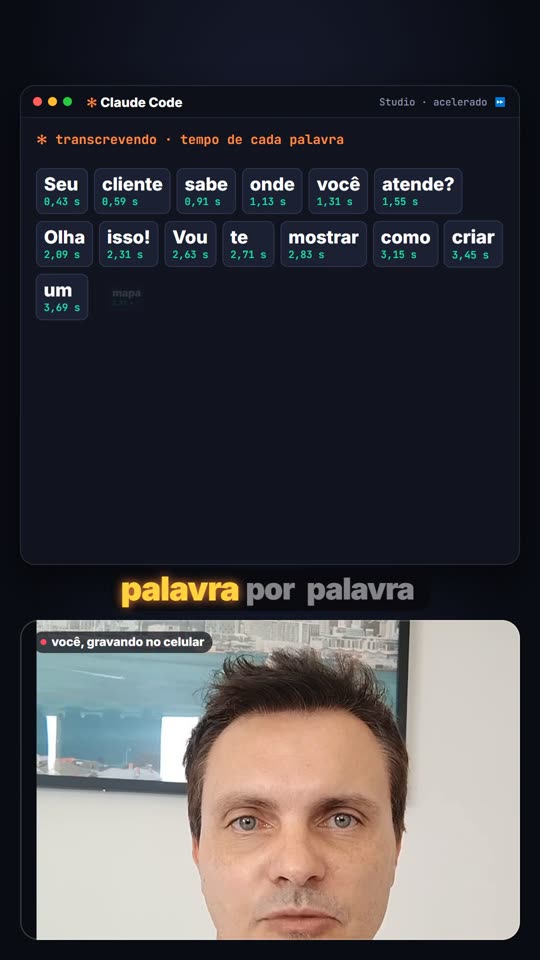 ✻ Claude Code
Studio · acelerado ⏩
✻ transcrevendo · tempo de cada palavra
Seu cliente sabe onde você atende?
0,43 s 0,59 s 0,91 s 1,13 s 1,31 s 1,55 s
Olha isso! Vou te mostrar como criar
2,09 s 2,31 s 2,63 s 2,71 s 2,83 s 3,15 s 3,45 s
um mapa
3,69 s
palavra por palavra
você, gravando no celular